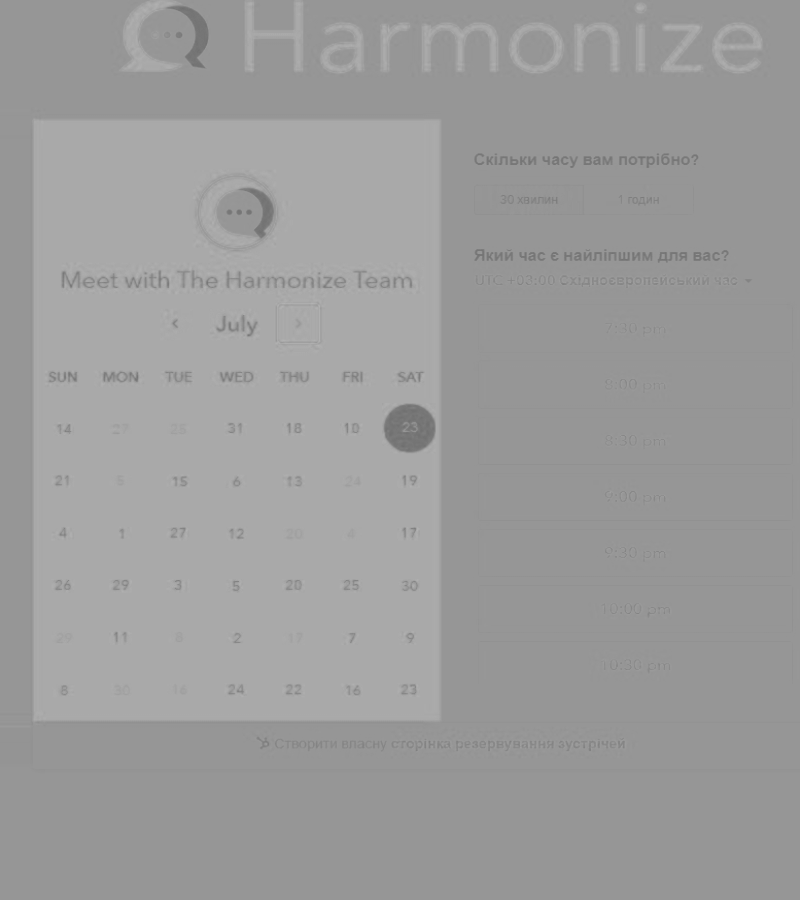 Harmonize
Meet with The Harmonize Team
July
SUN MON TUE WED THU FRI SAT
14 27 25 31 18 10 23
21 5 15 6 13 24 19
4 1 27 12 20 4 17
26 29 3 5 20 25 30
29 11 8 2 17 7 9
8 30 16 24 22 16 23
Скільки часу вам потрібно?
30 хвилин 1 годин
Який час є найліпшим для вас?
UTC +03:00 Східноєвропейський час
7:30 pm
8:00 pm
8:30 pm
9:00 pm
9:30 pm
10:00 pm
10:30 pm
Створити власну сторінка резервування зустрічей